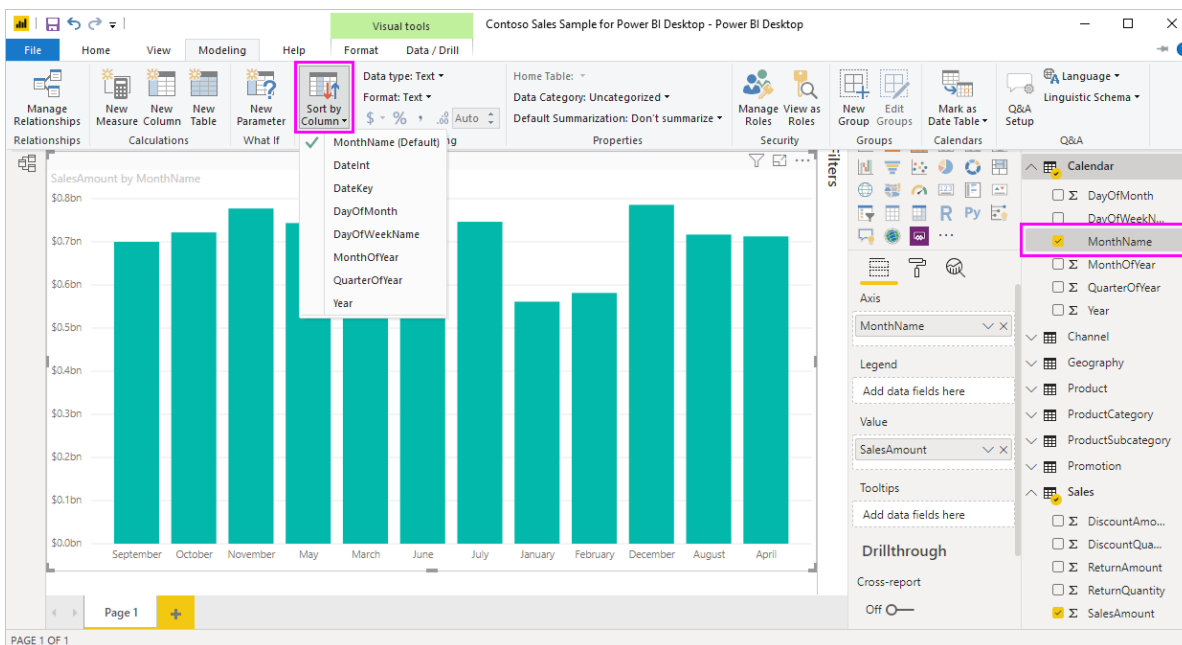 Visual tools
Contoso Sales Sample for Power BI Desktop - Power BI Desktop
File Home View Modeling Help Format Data / Drill
Manage Relationships
New Measure
New Column
New Table
New Parameter
Sort by Column
Data type: Text
Format: Text
$ % , .00 Auto
Home Table:
Data Category: Uncategorized
Default Summarization: Don't summarize
Manage Roles
View as Roles
New Group
Edit Groups
Mark as Date Table
Q&A Setup
Language
Linguistic Schema
Relationships Calculations What If Properties Security Groups Calendars Q&A
MonthName (Default)
DateInt
DateKey
DayOfMonth
DayOfWeekName
MonthOfYear
QuarterOfYear
Year
SalesAmount by MonthName
$0.8bn
$0.7bn
$0.6bn
$0.5bn
$0.4bn
$0.3bn
$0.2bn
$0.1bn
$0.0bn
September October November May March June July January February December August April
Filters
R Py
Axis
MonthName
Legend
Add data fields here
Value
SalesAmount
Tooltips
Add data fields here
Drillthrough
Cross-report
Off
Calendar
Σ DayOfMonth
DayOfWeekN...
MonthName
Σ MonthOfYear
Σ QuarterOfYear
Σ Year
Channel
Geography
Product
ProductCategory
ProductSubcategory
Promotion
Sales
Σ DiscountAmo...
Σ DiscountQua...
Σ ReturnAmount
Σ ReturnQuantity
Σ SalesAmount
Page 1
PAGE 1 OF 1